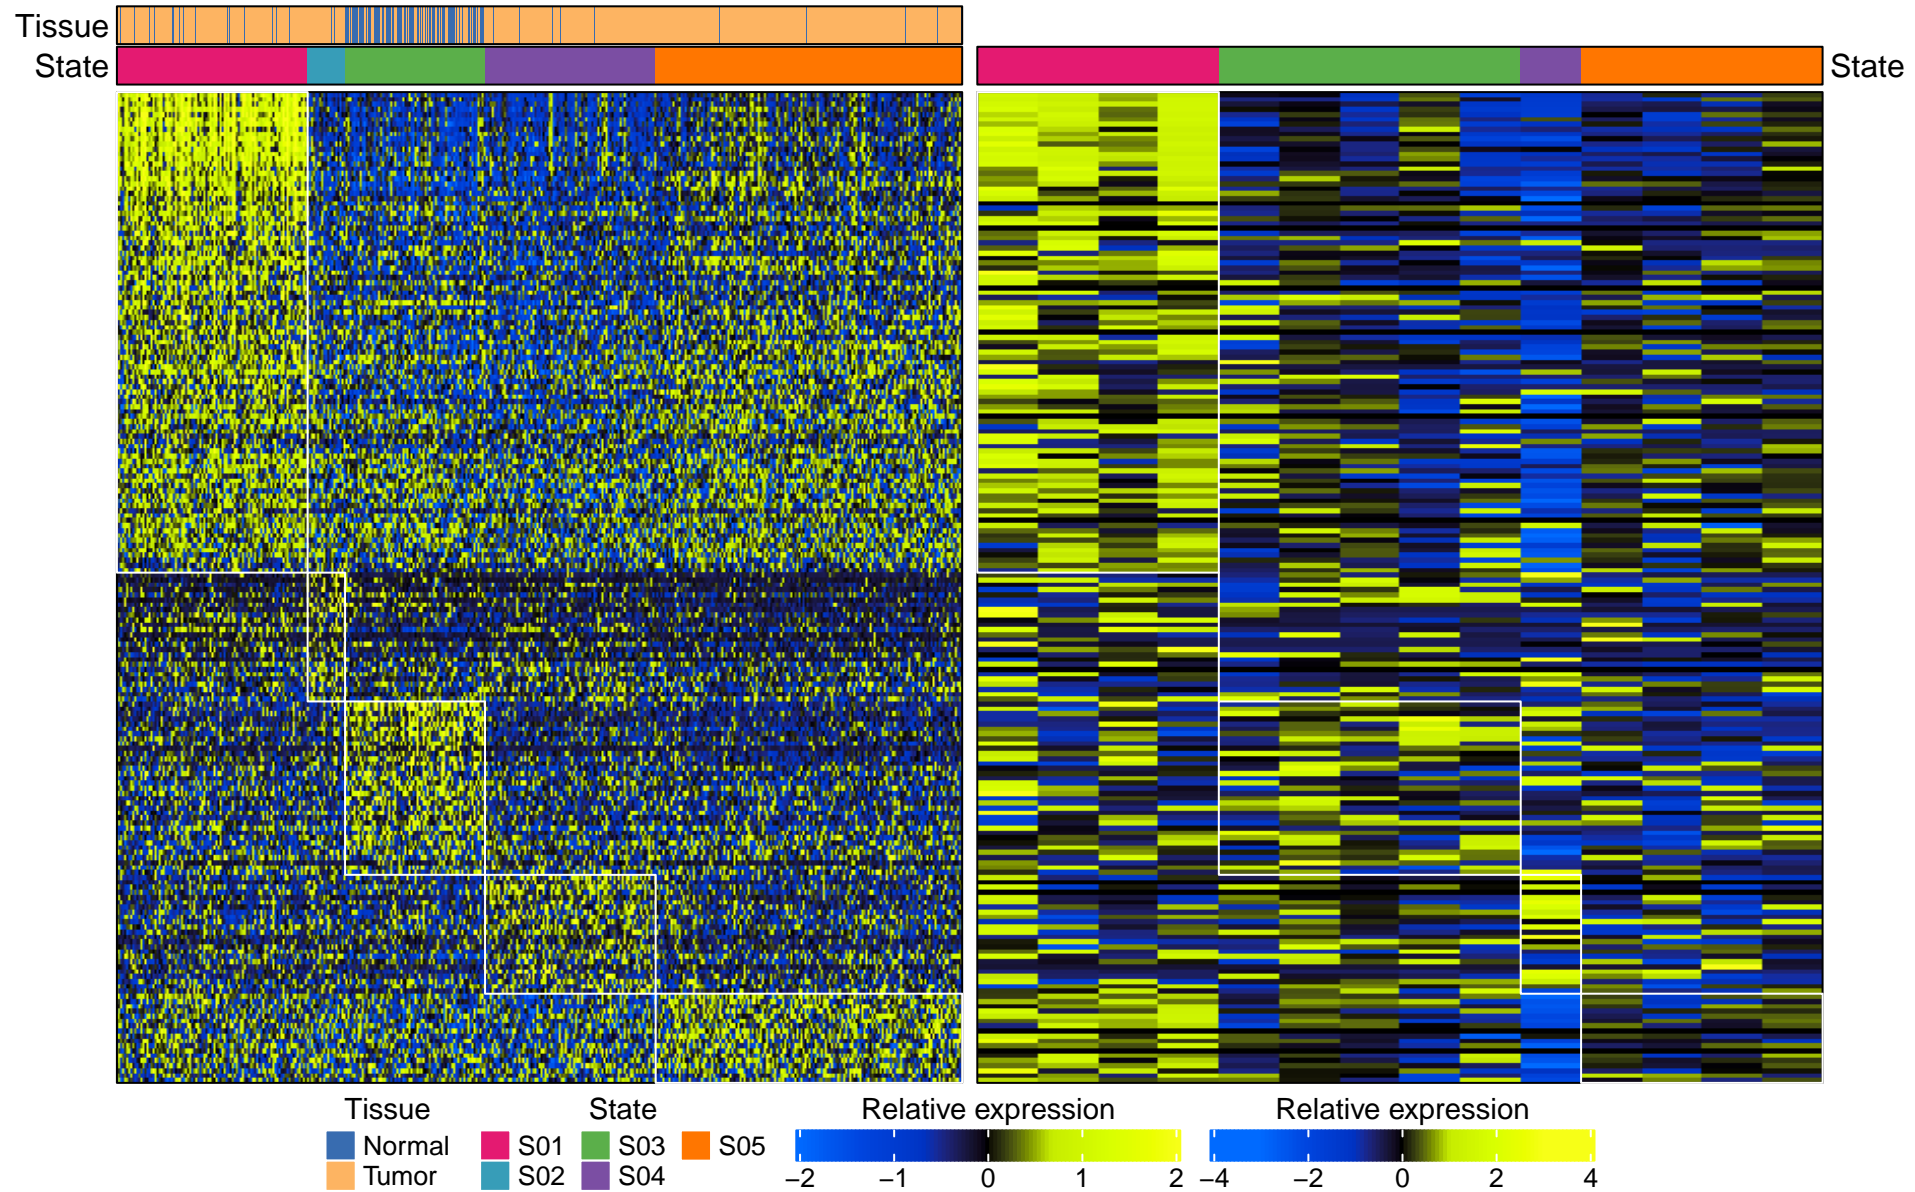 Tissue
State
State
Tissue State Relative expression Relative expression
Normal S01 S03 S05
Tumor S02 S04
−2 −1 0 1 2 −4 −2 0 2 4